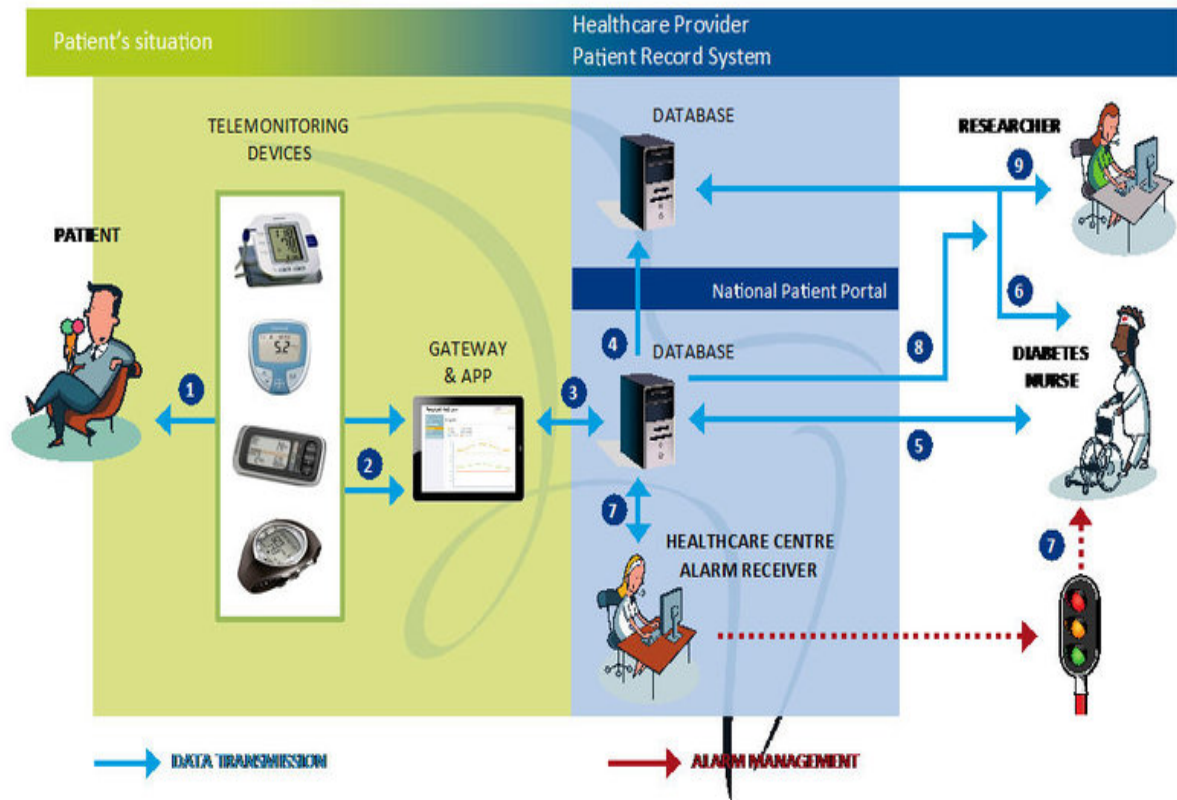 Patient's situation
Healthcare Provider
Patient Record System
TELEMONITORING
DEVICES
DATABASE
RESEARCHER
9
PATIENT
National Patient Portal
6
5.2
GATEWAY
& APP
4
DATABASE
8
DIABETES
NURSE
1
3
2
5
7
HEALTHCARE CENTRE
ALARM RECEIVER
7
DATA TRANSMISSION
ALARM MANAGEMENT